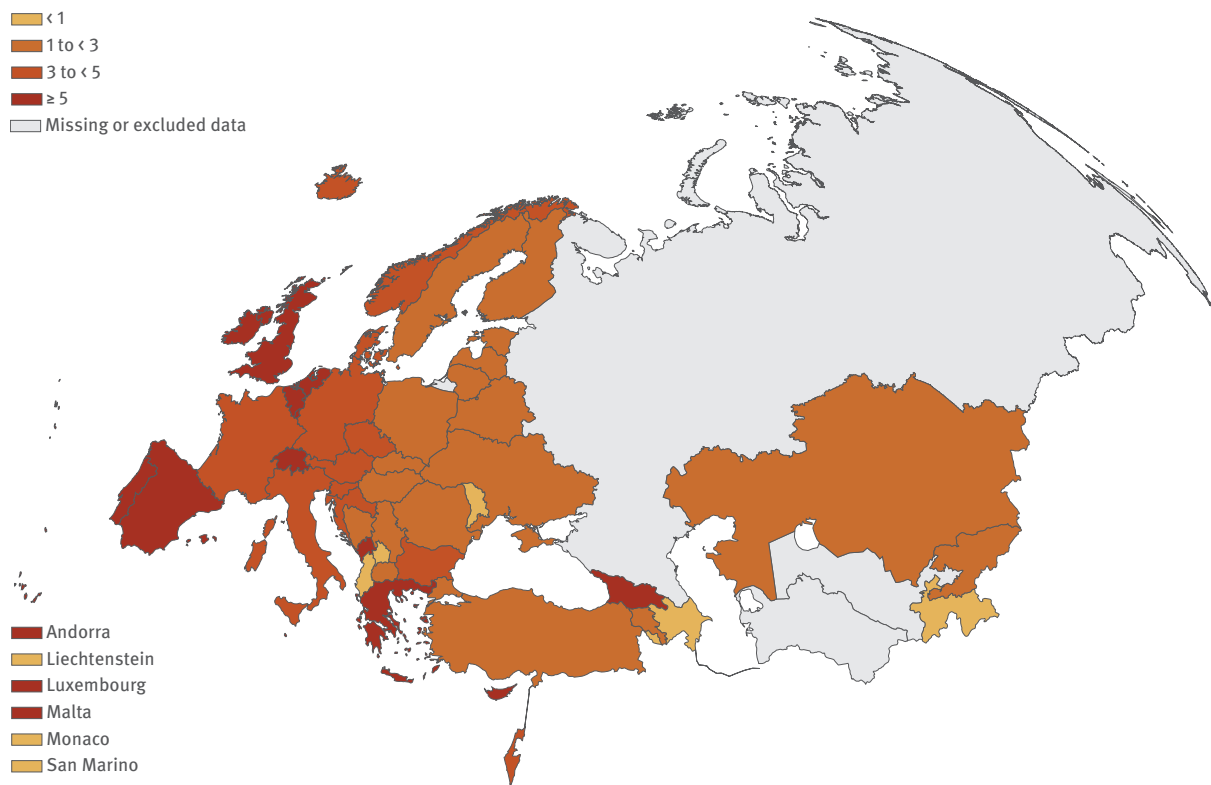 < 1
1 to < 3
3 to < 5
≥ 5
Missing or excluded data
Andorra
Liechtenstein
Luxembourg
Malta
Monaco
San Marino